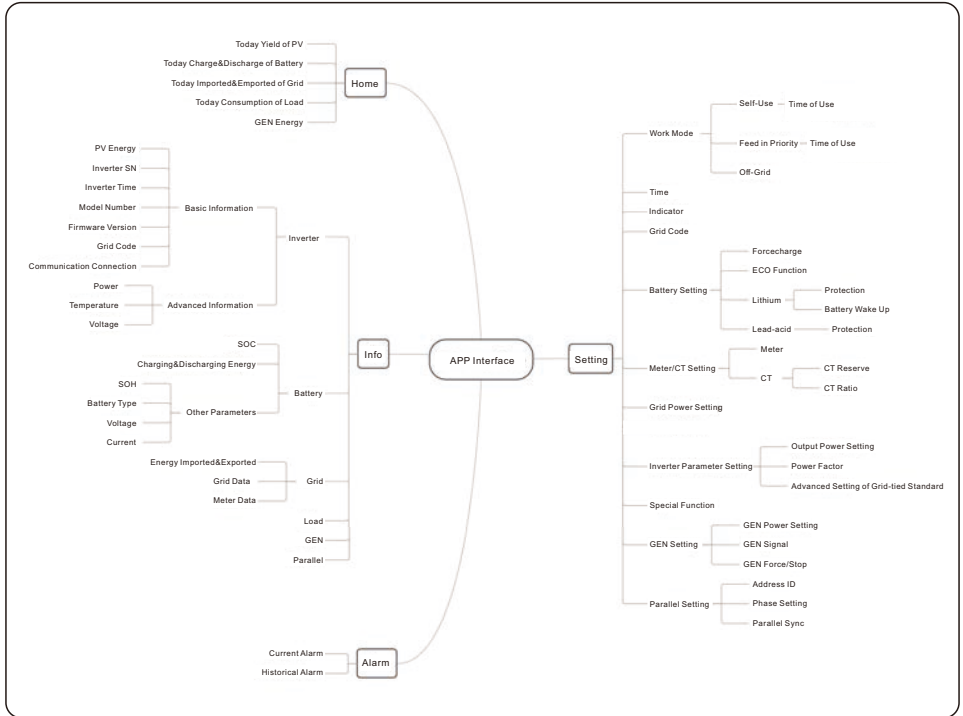 Today Yield of PV
Today Charge&Discharge of Battery
Today Imported&Emported of Grid
Today Consumption of Load
GEN Energy
Home
PV Energy
Inverter SN
Inverter Time
Model Number
Firmware Version
Grid Code
Communication Connection
Basic Information
Power
Temperature
Voltage
Advanced Information
Inverter
SOC
Charging&Discharging Energy
SOH
Battery Type
Voltage
Current
Other Parameters
Battery
Energy Imported&Exported
Grid Data
Meter Data
Grid
Load
GEN
Parallel
Info
Current Alarm
Historical Alarm
Alarm
APP Interface
Setting
Work Mode
Self-Use
Time of Use
Feed in Priority
Time of Use
Off-Grid
Time
Indicator
Grid Code
Battery Setting
Forcecharge
ECO Function
Lithium
Protection
Battery Wake Up
Lead-acid
Protection
Meter/CT Setting
Meter
CT
CT Reserve
CT Ratio
Grid Power Setting
Inverter Parameter Setting
Output Power Setting
Power Factor
Advanced Setting of Grid-tied Standard
Special Function
GEN Setting
GEN Power Setting
GEN Signal
GEN Force/Stop
Parallel Setting
Address ID
Phase Setting
Parallel Sync